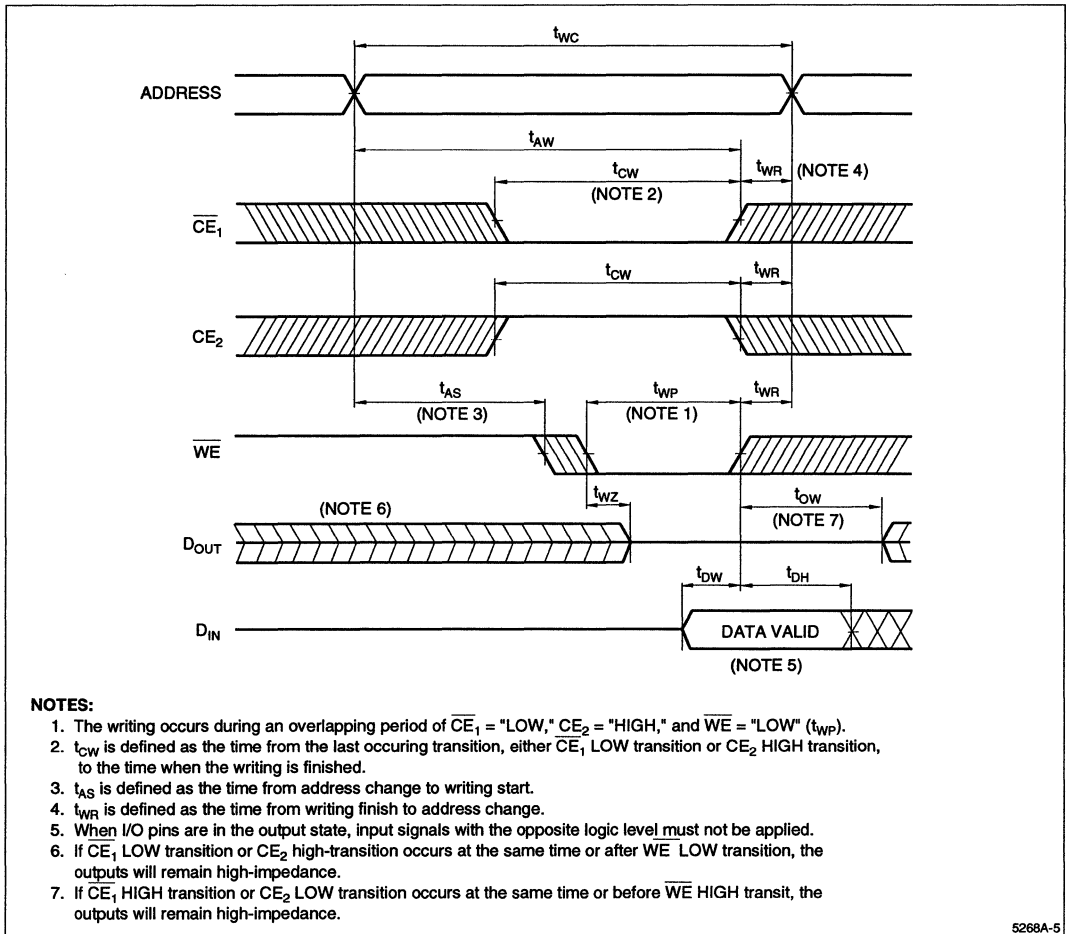 tWC
ADDRESS
tAW
tCW
tWR (NOTE 4)
(NOTE 2)
CE1
tCW
tWR
CE2
tAS
tWP
tWR
(NOTE 3)
(NOTE 1)
WE
tWZ
tOW
(NOTE 6)
(NOTE 7)
DOUT
tDW
tDH
DIN
DATA VALID
(NOTE 5)
NOTES:
1. The writing occurs during an overlapping period of CE1 = "LOW," CE2 = "HIGH," and WE = "LOW" (tWP).
2. tCW is defined as the time from the last occuring transition, either CE1 LOW transition or CE2 HIGH transition,
to the time when the writing is finished.
3. tAS is defined as the time from address change to writing start.
4. tWR is defined as the time from writing finish to address change.
5. When I/O pins are in the output state, input signals with the opposite logic level must not be applied.
6. If CE1 LOW transition or CE2 high-transition occurs at the same time or after WE LOW transition, the
outputs will remain high-impedance.
7. If CE1 HIGH transition or CE2 LOW transition occurs at the same time or before WE HIGH transit, the
outputs will remain high-impedance.
5268A-5